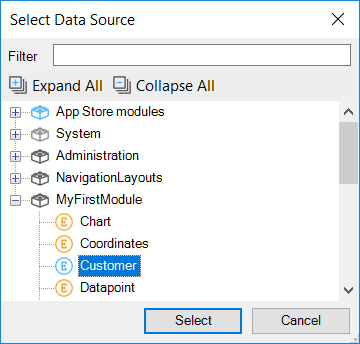 Select Data Source
Filter
Expand All Collapse All
App Store modules
System
Administration
NavigationLayouts
MyFirstModule
E Chart
E Coordinates
E Customer
E Datapoint
Select Cancel